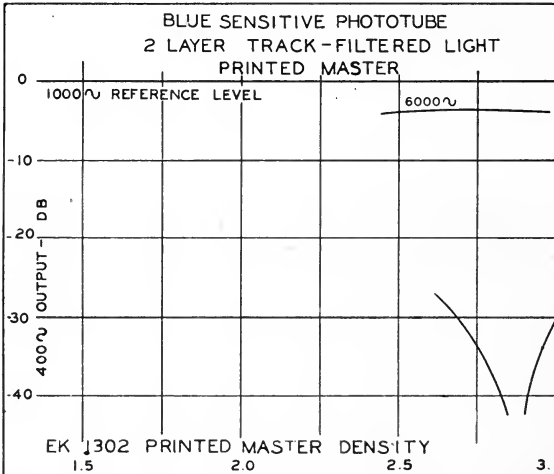 BLUE SENSITIVE PHOTOTUBE
2 LAYER TRACK-FILTERED LIGHT
PRINTED MASTER
0
1000~ REFERENCE LEVEL
6000~
-10
-20
-30
-40
400~ OUTPUT - DB
EK 1302 PRINTED MASTER DENSITY
1.5 2.0 2.5 3.